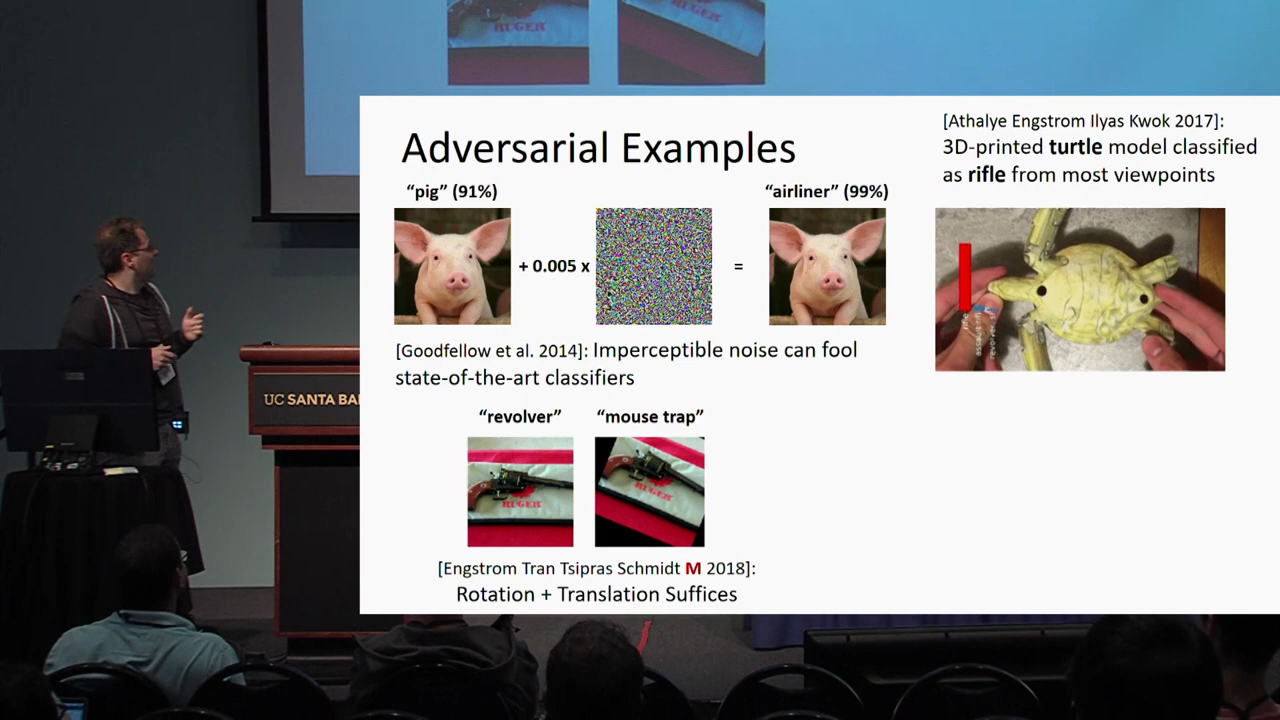 Adversarial Examples
“pig” (91%)
“airliner” (99%)
+ 0.005 x
=
[Goodfellow et al. 2014]: Imperceptible noise can fool
state-of-the-art classifiers
“revolver”
“mouse trap”
RUGER
RUGER
[Engstrom Tran Tsipras Schmidt M 2018]:
Rotation + Translation Suffices
[Athalye Engstrom Ilyas Kwok 2017]:
3D-printed turtle model classified
as rifle from most viewpoints
rifle
RUGER
UC SANTA BA